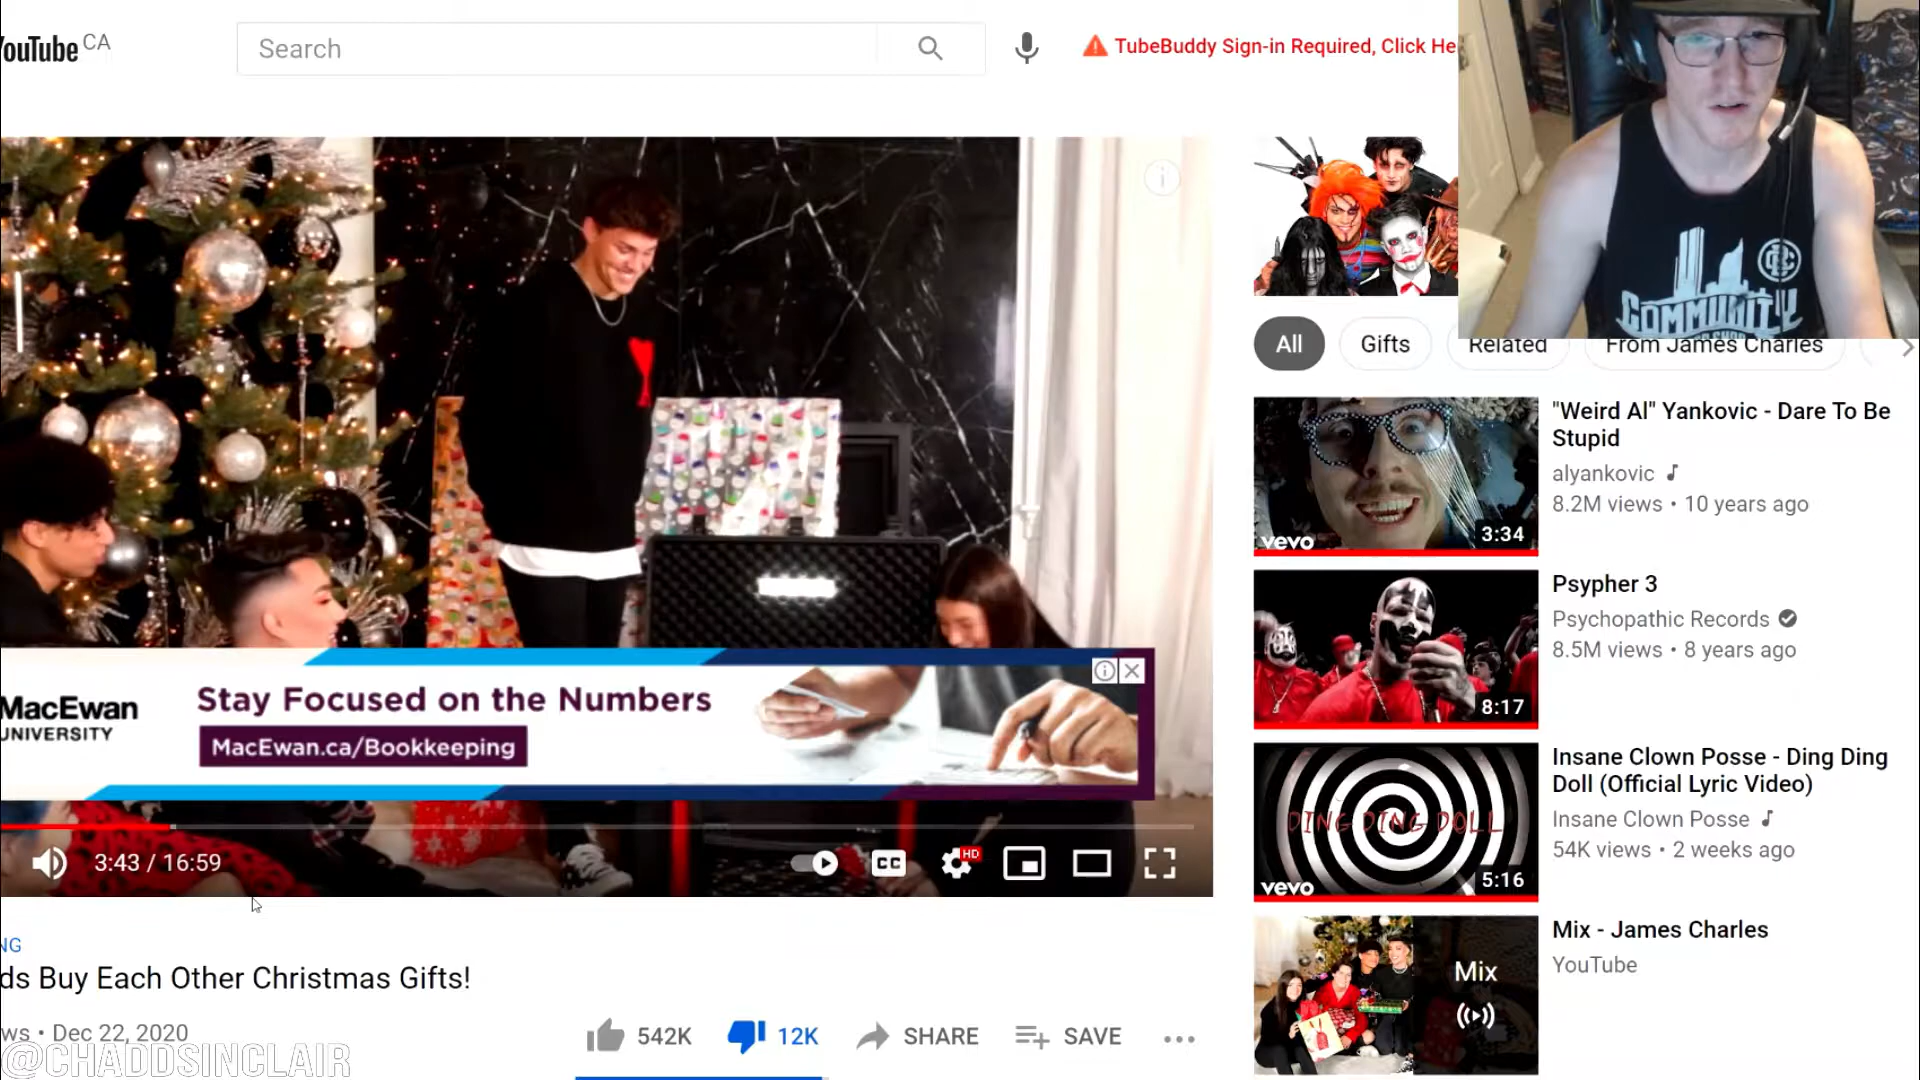 YouTube CA
Search
TubeBuddy Sign-in Required, Click He
COMMUNITY
All
Gifts
Related
From James Charles
"Weird Al" Yankovic - Dare To Be
Stupid
alyankovic
8.2M views • 10 years ago
vevo
3:34
Psypher 3
Psychopathic Records
8.5M views • 8 years ago
8:17
Insane Clown Posse - Ding Ding
Doll (Official Lyric Video)
Insane Clown Posse
54K views • 2 weeks ago
DING DING DOLL
vevo
5:16
Mix - James Charles
YouTube
Mix
MacEwan
UNIVERSITY
Stay Focused on the Numbers
MacEwan.ca/Bookkeeping
3:43 / 16:59
CC
HD
NG
ds Buy Each Other Christmas Gifts!
ws • Dec 22, 2020
542K
12K
SHARE
SAVE
@CHADDSINCLAIR